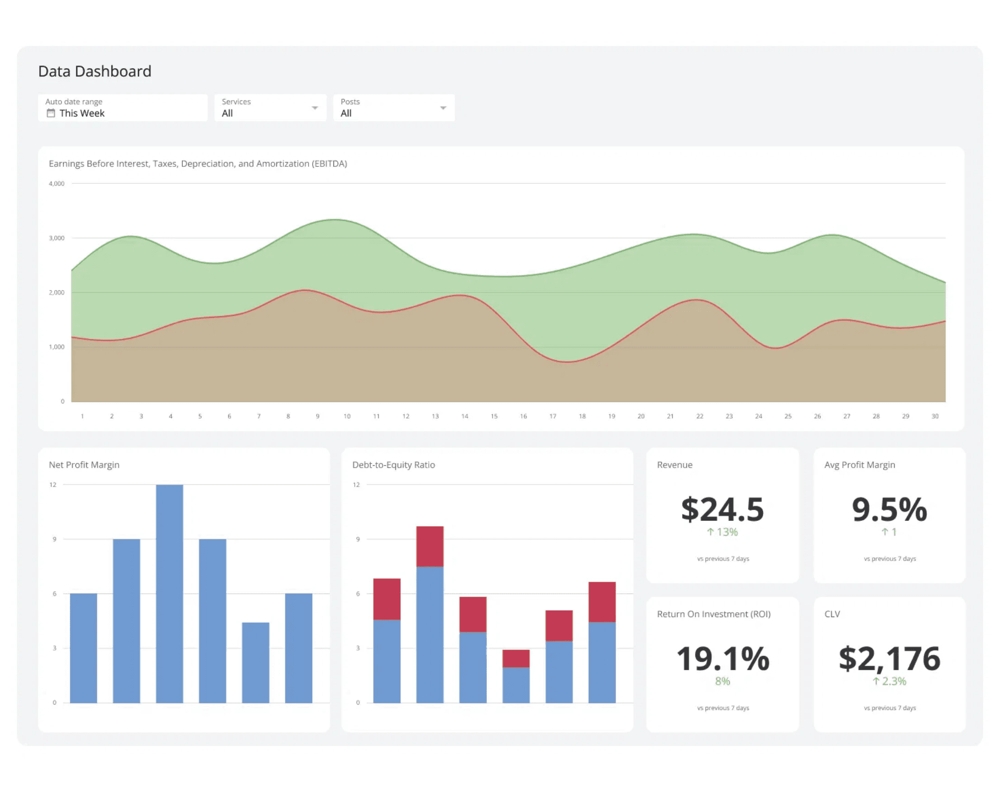 Data Dashboard
Auto date range
This Week
Services
All
Posts
All
Earnings Before Interest, Taxes, Depreciation, and Amortization (EBITDA)
4,000
3,000
2,000
1,000
0
1 2 3 4 5 6 7 8 9 10 11 12 13 14 15 16 17 18 19 20 21 22 23 24 25 26 27 28 29 30
Net Profit Margin
12
9
6
3
0
Debt-to-Equity Ratio
12
9
6
3
0
Revenue
$24.5
↑ 13%
vs previous 7 days
Avg Profit Margin
9.5%
↑ 1
vs previous 7 days
Return On Investment (ROI)
19.1%
8%
vs previous 7 days
CLV
$2,176
↑ 2.3%
vs previous 7 days